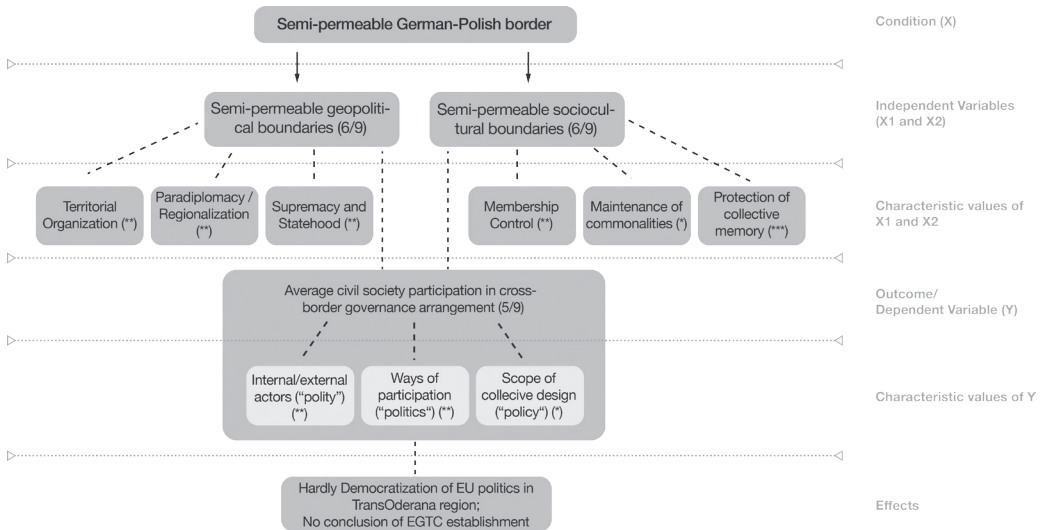 Semi-permeable German-Polish border
Condition (X)
Semi-permeable geopoliti-
cal boundaries (6/9)
Semi-permeable sociocul-
tural boundaries (6/9)
Independent Variables
(X1 and X2)
Territorial
Organization (**)
Paradiplomacy /
Regionalization
(**)
Supremacy and
Statehood (**)
Membership
Control (**)
Maintenance of
commonalities (*)
Protection of
collective
memory (***)
Characteristic values of
X1 and X2
Average civil society participation in cross-
border governance arrangement (5/9)
Outcome/
Dependent Variable (Y)
Internal/external
actors (“polity”)
(**)
Ways of
participation
(“politics“) (**)
Scope of
collecive design
(“policy“) (*)
Characteristic values of Y
Hardly Democratization of EU politics in
TransOderana region;
No conclusion of EGTC establishment
Effects